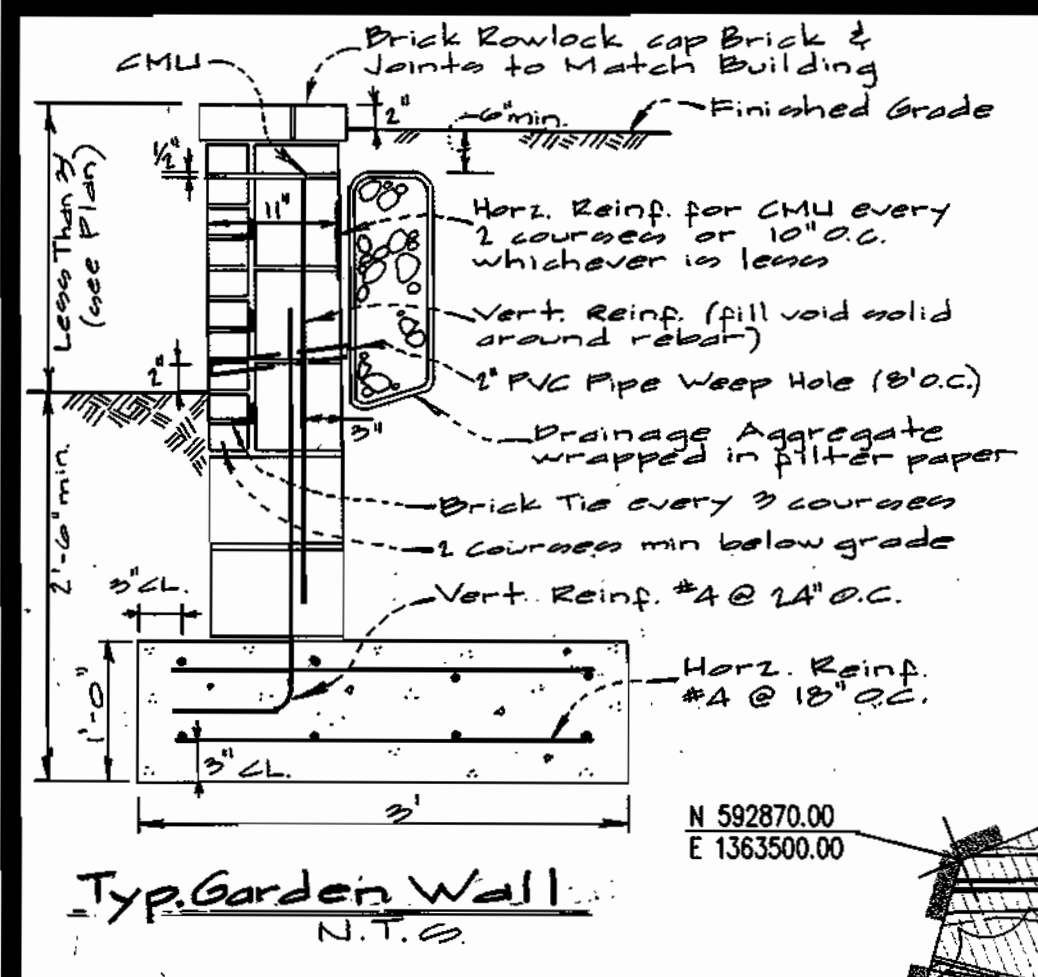 CMU
Brick Rowlock cap Brick &
Joints to Match Building
2"
6" min.
Finished Grade
1/2"
11"
Less Than 3'
(see Plan)
Horz. Reinf. for CMU every
2 courses or 10" O.C.
whichever is less
Vert. Reinf. (fill void solid
around rebar)
2"
2" PVC Pipe Weep Hole (8' O.C.)
3"
Drainage Aggregate
wrapped in filter paper
Brick Tie every 3 courses
2 Courses min below grade
2'-6" min.
3" CL.
Vert. Reinf. #4 @ 24" O.C.
Horz. Reinf.
#4 @ 18" O.C.
1'-0"
3" CL.
3'
N 592870.00
E 1363500.00
Typ. Garden Wall
N.T.S.